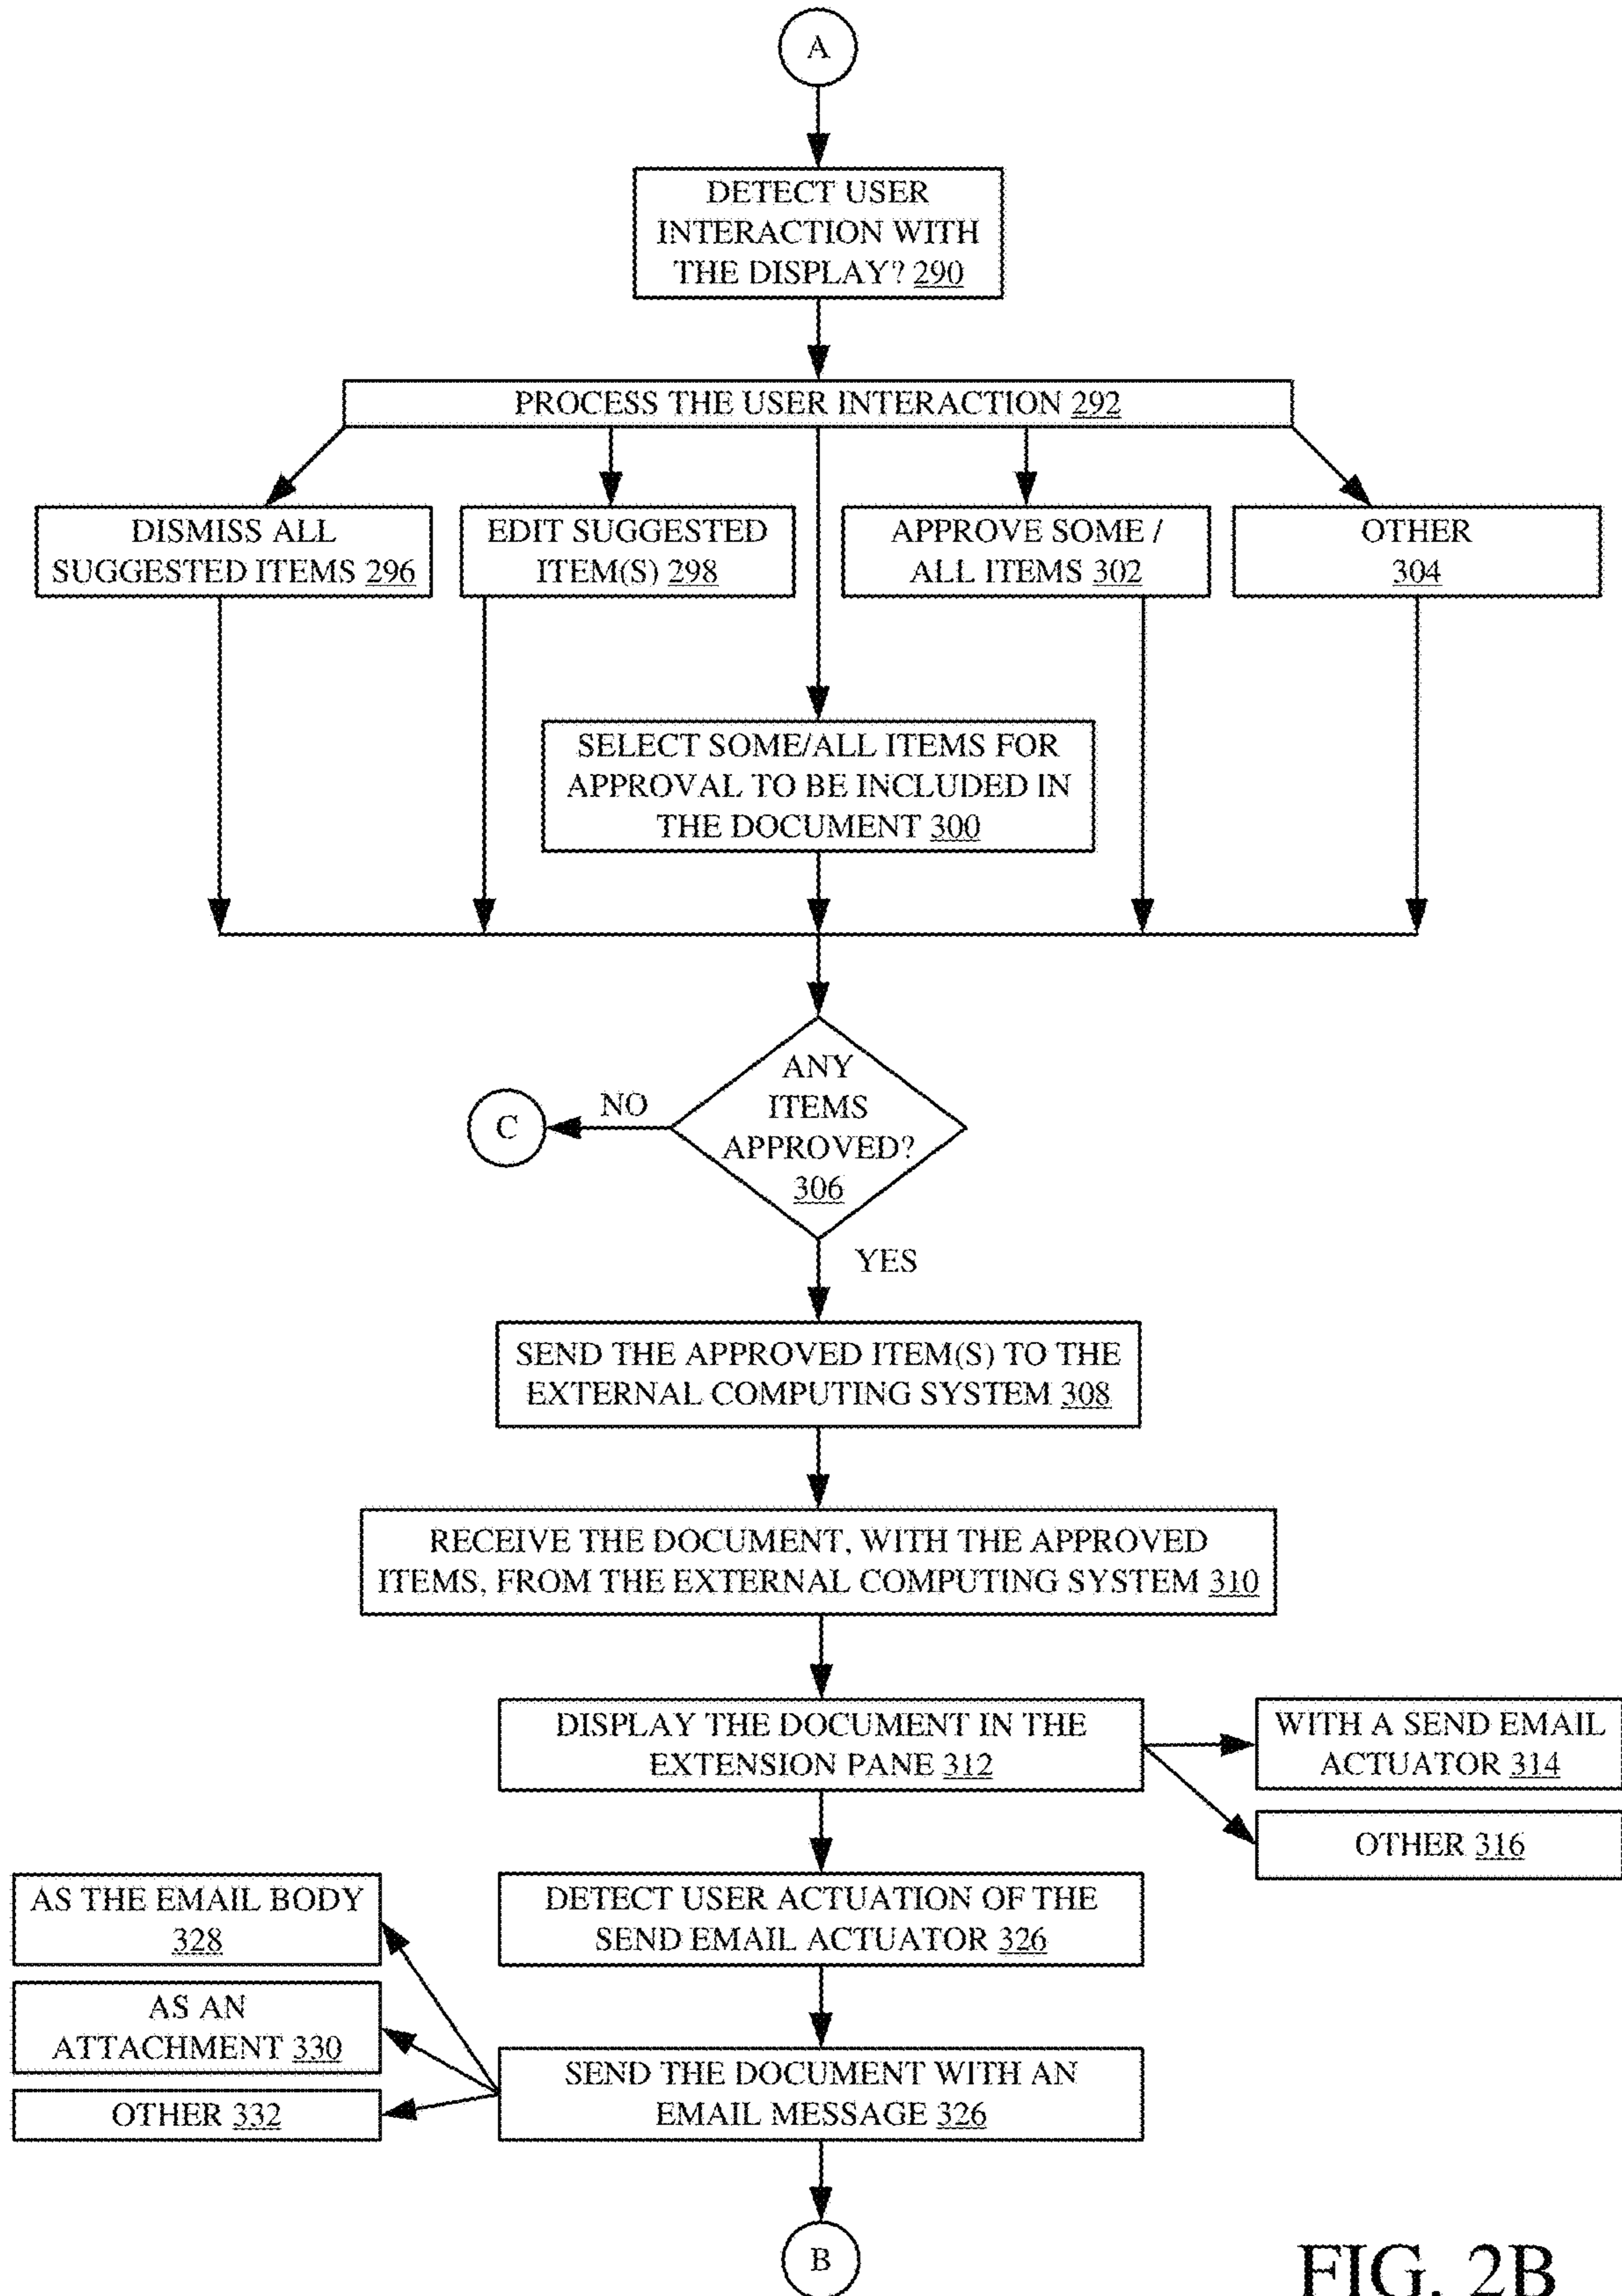 A
DETECT USER
INTERACTION WITH
THE DISPLAY? 290
PROCESS THE USER INTERACTION 292
DISMISS ALL
SUGGESTED ITEMS 296
EDIT SUGGESTED
ITEM(S) 298
APPROVE SOME /
ALL ITEMS 302
OTHER
304
SELECT SOME/ALL ITEMS FOR
APPROVAL TO BE INCLUDED IN
THE DOCUMENT 300
ANY
ITEMS
APPROVED?
306
NO
C
YES
SEND THE APPROVED ITEM(S) TO THE
EXTERNAL COMPUTING SYSTEM 308
RECEIVE THE DOCUMENT, WITH THE APPROVED
ITEMS, FROM THE EXTERNAL COMPUTING SYSTEM 310
DISPLAY THE DOCUMENT IN THE
EXTENSION PANE 312
WITH A SEND EMAIL
ACTUATOR 314
OTHER 316
DETECT USER ACTUATION OF THE
SEND EMAIL ACTUATOR 326
AS THE EMAIL BODY
328
AS AN
ATTACHMENT 330
OTHER 332
SEND THE DOCUMENT WITH AN
EMAIL MESSAGE 326
B
FIG. 2B